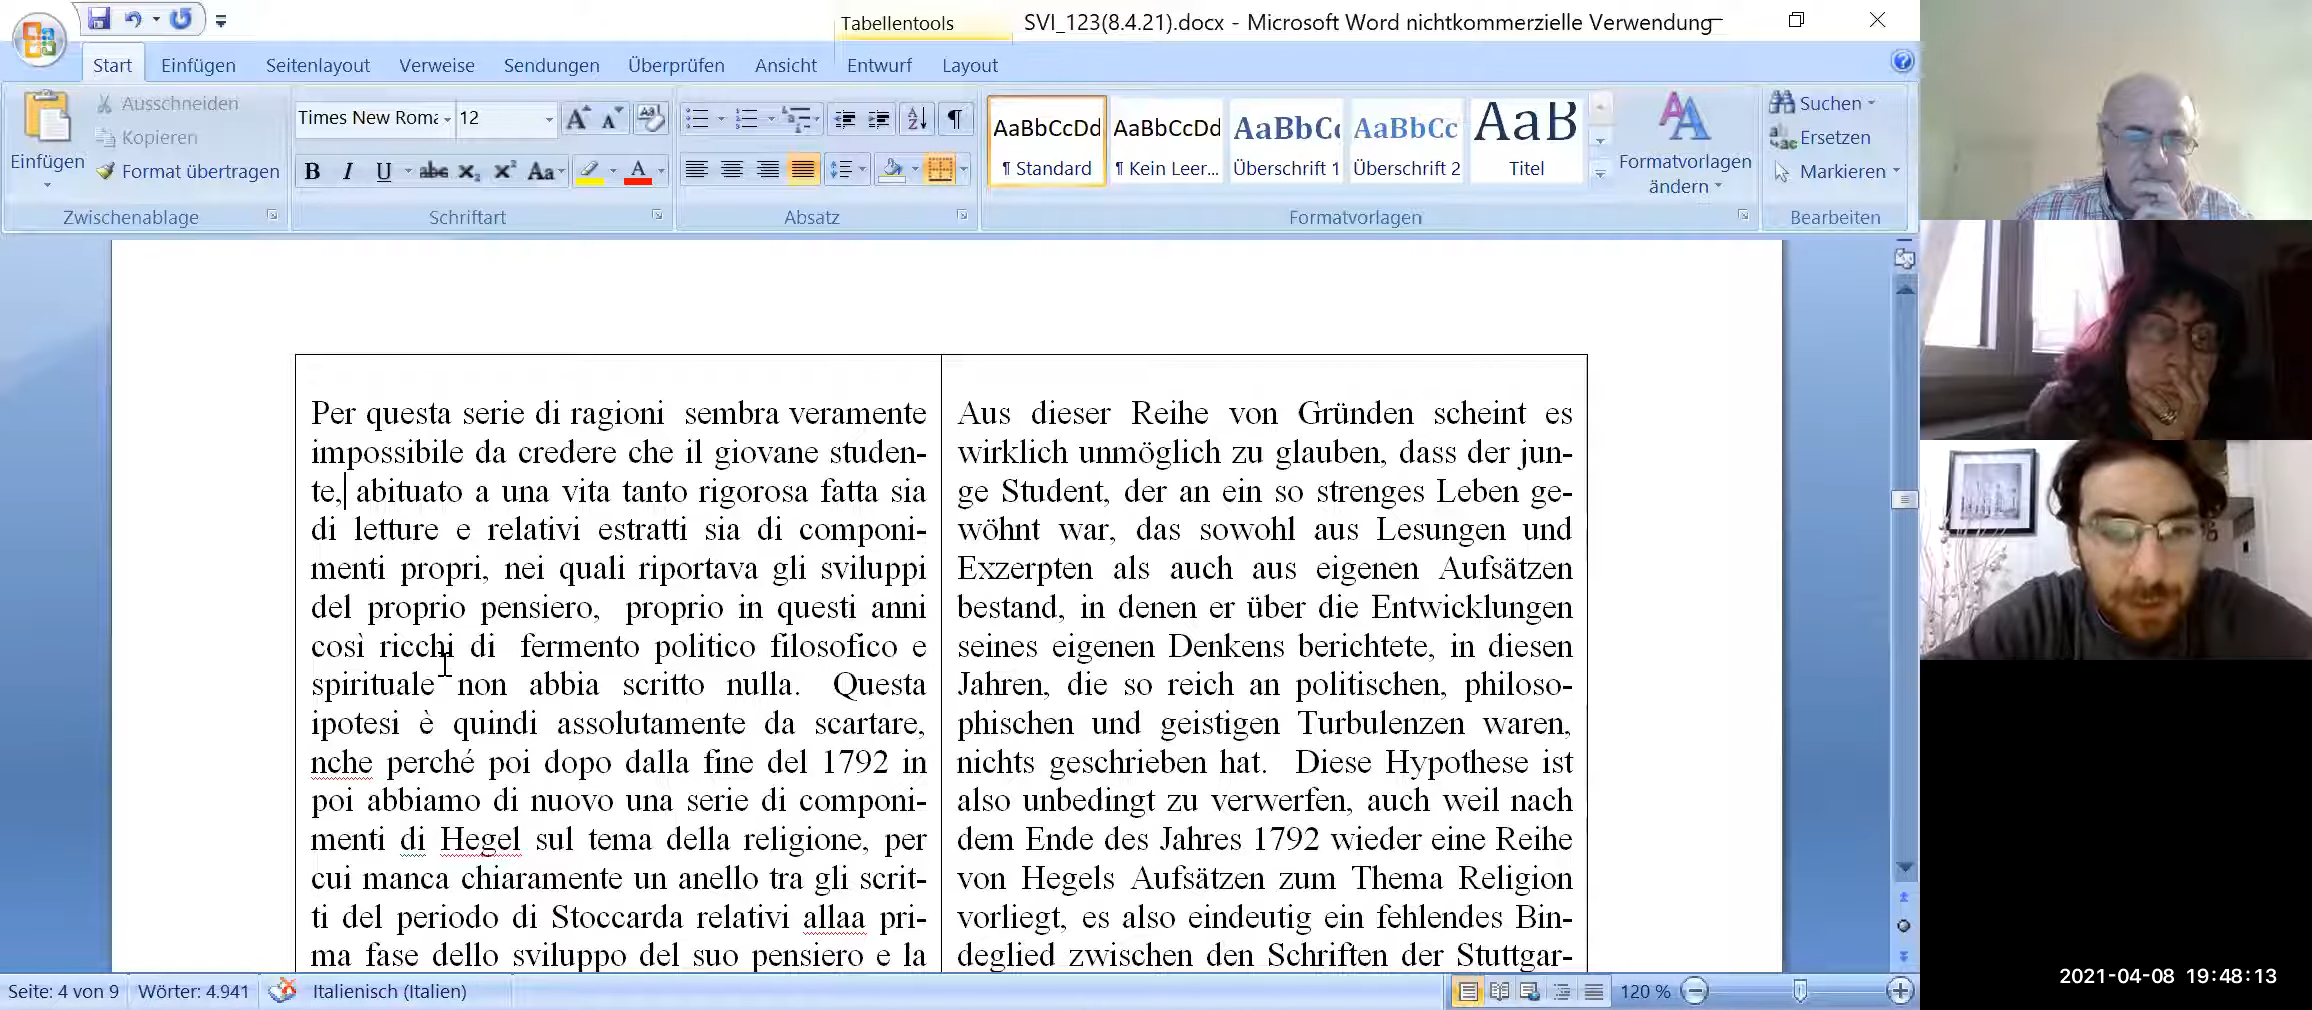 Tabellentools
SVI_123(8.4.21).docx - Microsoft Word nichtkommerzielle Verwendung
Start Einfügen Seitenlayout Verweise Sendungen Überprüfen Ansicht Entwurf Layout
Einfügen
Ausschneiden
Kopieren
Format übertragen
Zwischenablage
Times New Roma 12
Schriftart
Absatz
AaBbCcDd AaBbCcDd AaBbCc AaBbCc AaB
¶ Standard ¶ Kein Leer... Überschrift 1 Überschrift 2 Titel
Formatvorlagen
ändern
Formatvorlagen
Suchen
Ersetzen
Markieren
Bearbeiten
Per questa serie di ragioni sembra veramente
impossibile da credere che il giovane studen-
te, abituato a una vita tanto rigorosa fatta sia
di letture e relativi estratti sia di componi-
menti propri, nei quali riportava gli sviluppi
del proprio pensiero, proprio in questi anni
così ricchi di fermento politico filosofico e
spirituale non abbia scritto nulla. Questa
ipotesi è quindi assolutamente da scartare,
nche perché poi dopo dalla fine del 1792 in
poi abbiamo di nuovo una serie di componi-
menti di Hegel sul tema della religione, per
cui manca chiaramente un anello tra gli scrit-
ti del periodo di Stoccarda relativi allaa pri-
ma fase dello sviluppo del suo pensiero e la
Aus dieser Reihe von Gründen scheint es
wirklich unmöglich zu glauben, dass der jun-
ge Student, der an ein so strenges Leben ge-
wöhnt war, das sowohl aus Lesungen und
Exzerpten als auch aus eigenen Aufsätzen
bestand, in denen er über die Entwicklungen
seines eigenen Denkens berichtete, in diesen
Jahren, die so reich an politischen, philoso-
phischen und geistigen Turbulenzen waren,
nichts geschrieben hat. Diese Hypothese ist
also unbedingt zu verwerfen, auch weil nach
dem Ende des Jahres 1792 wieder eine Reihe
von Hegels Aufsätzen zum Thema Religion
vorliegt, es also eindeutig ein fehlendes Bin-
deglied zwischen den Schriften der Stuttgar-
Seite: 4 von 9 Wörter: 4.941 Italienisch (Italien) 120 %
2021-04-08 19:48:13